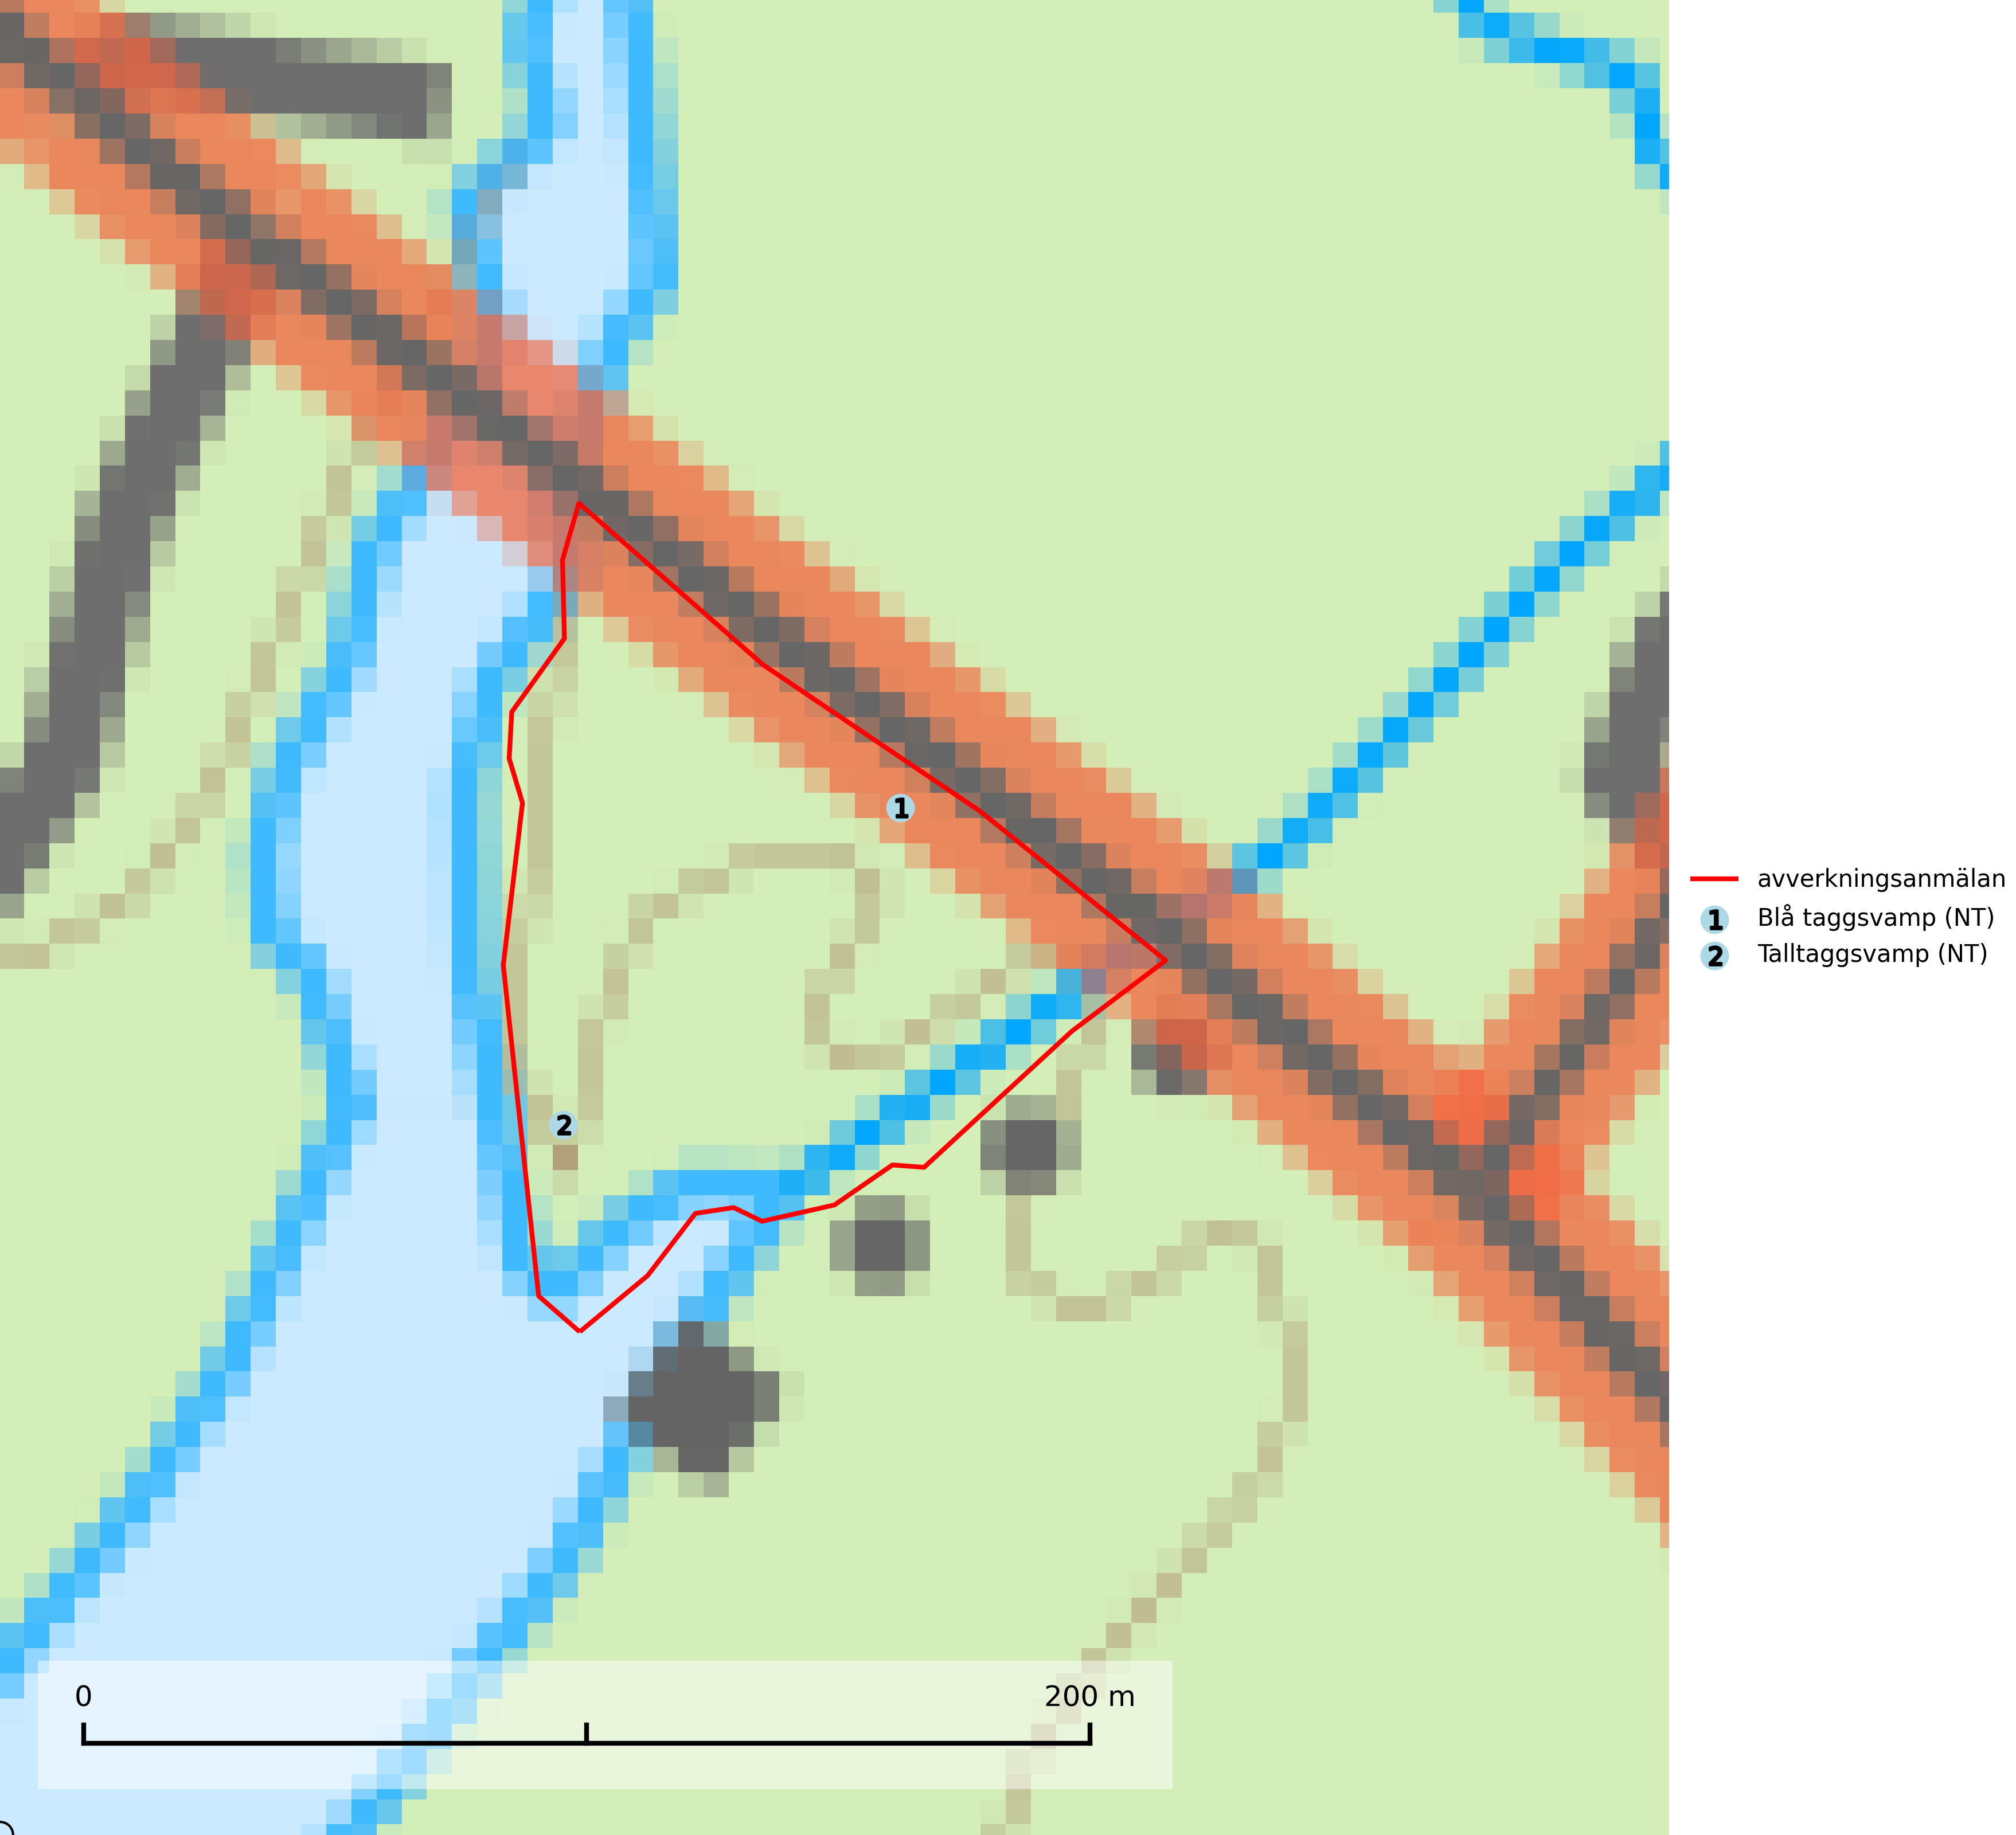 1
2
avverkningsanmälan
1 Blå taggsvamp (NT)
2 Talltaggsvamp (NT)
0 200 m